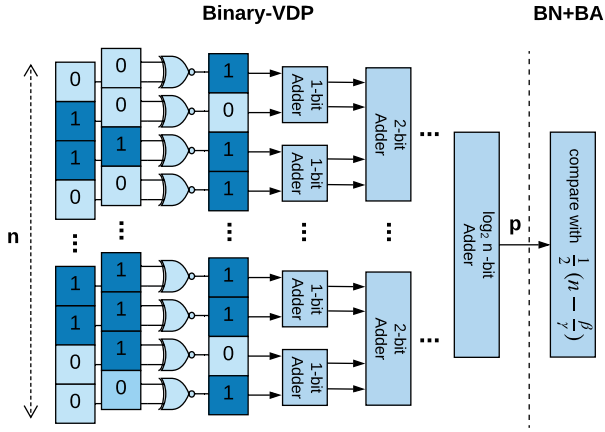 Binary-VDP
BN+BA
n
0
1
1
0
...
1
1
0
0
0
0
1
0
...
1
1
1
0
1
0
1
1
...
1
1
0
1
1-bit
Adder
1-bit
Adder
...
1-bit
Adder
1-bit
Adder
2-bit
Adder
...
2-bit
Adder
...
...
log₂ n -bit
Adder
p
compare with ½ (n − β/γ)